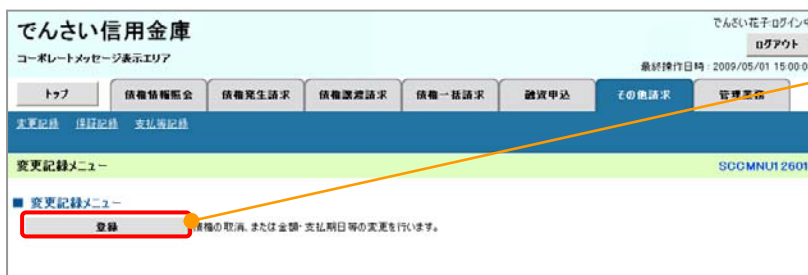 でんさい信用金庫
コーポレートメッセージ表示エリア
でんさい花子ログイン中
ログアウト
最終操作日時:2009/05/01 15:00:0
トップ 債権情報照会 債権発生請求 債権譲渡請求 債権一括請求 融資申込 その他請求 管理業務
変更記録 保証記録 支払等記録
変更記録メニュー
SCCMNU12601
■ 変更記録メニュー
登録 債権の取消、または金額・支払期日等の変更を行います。